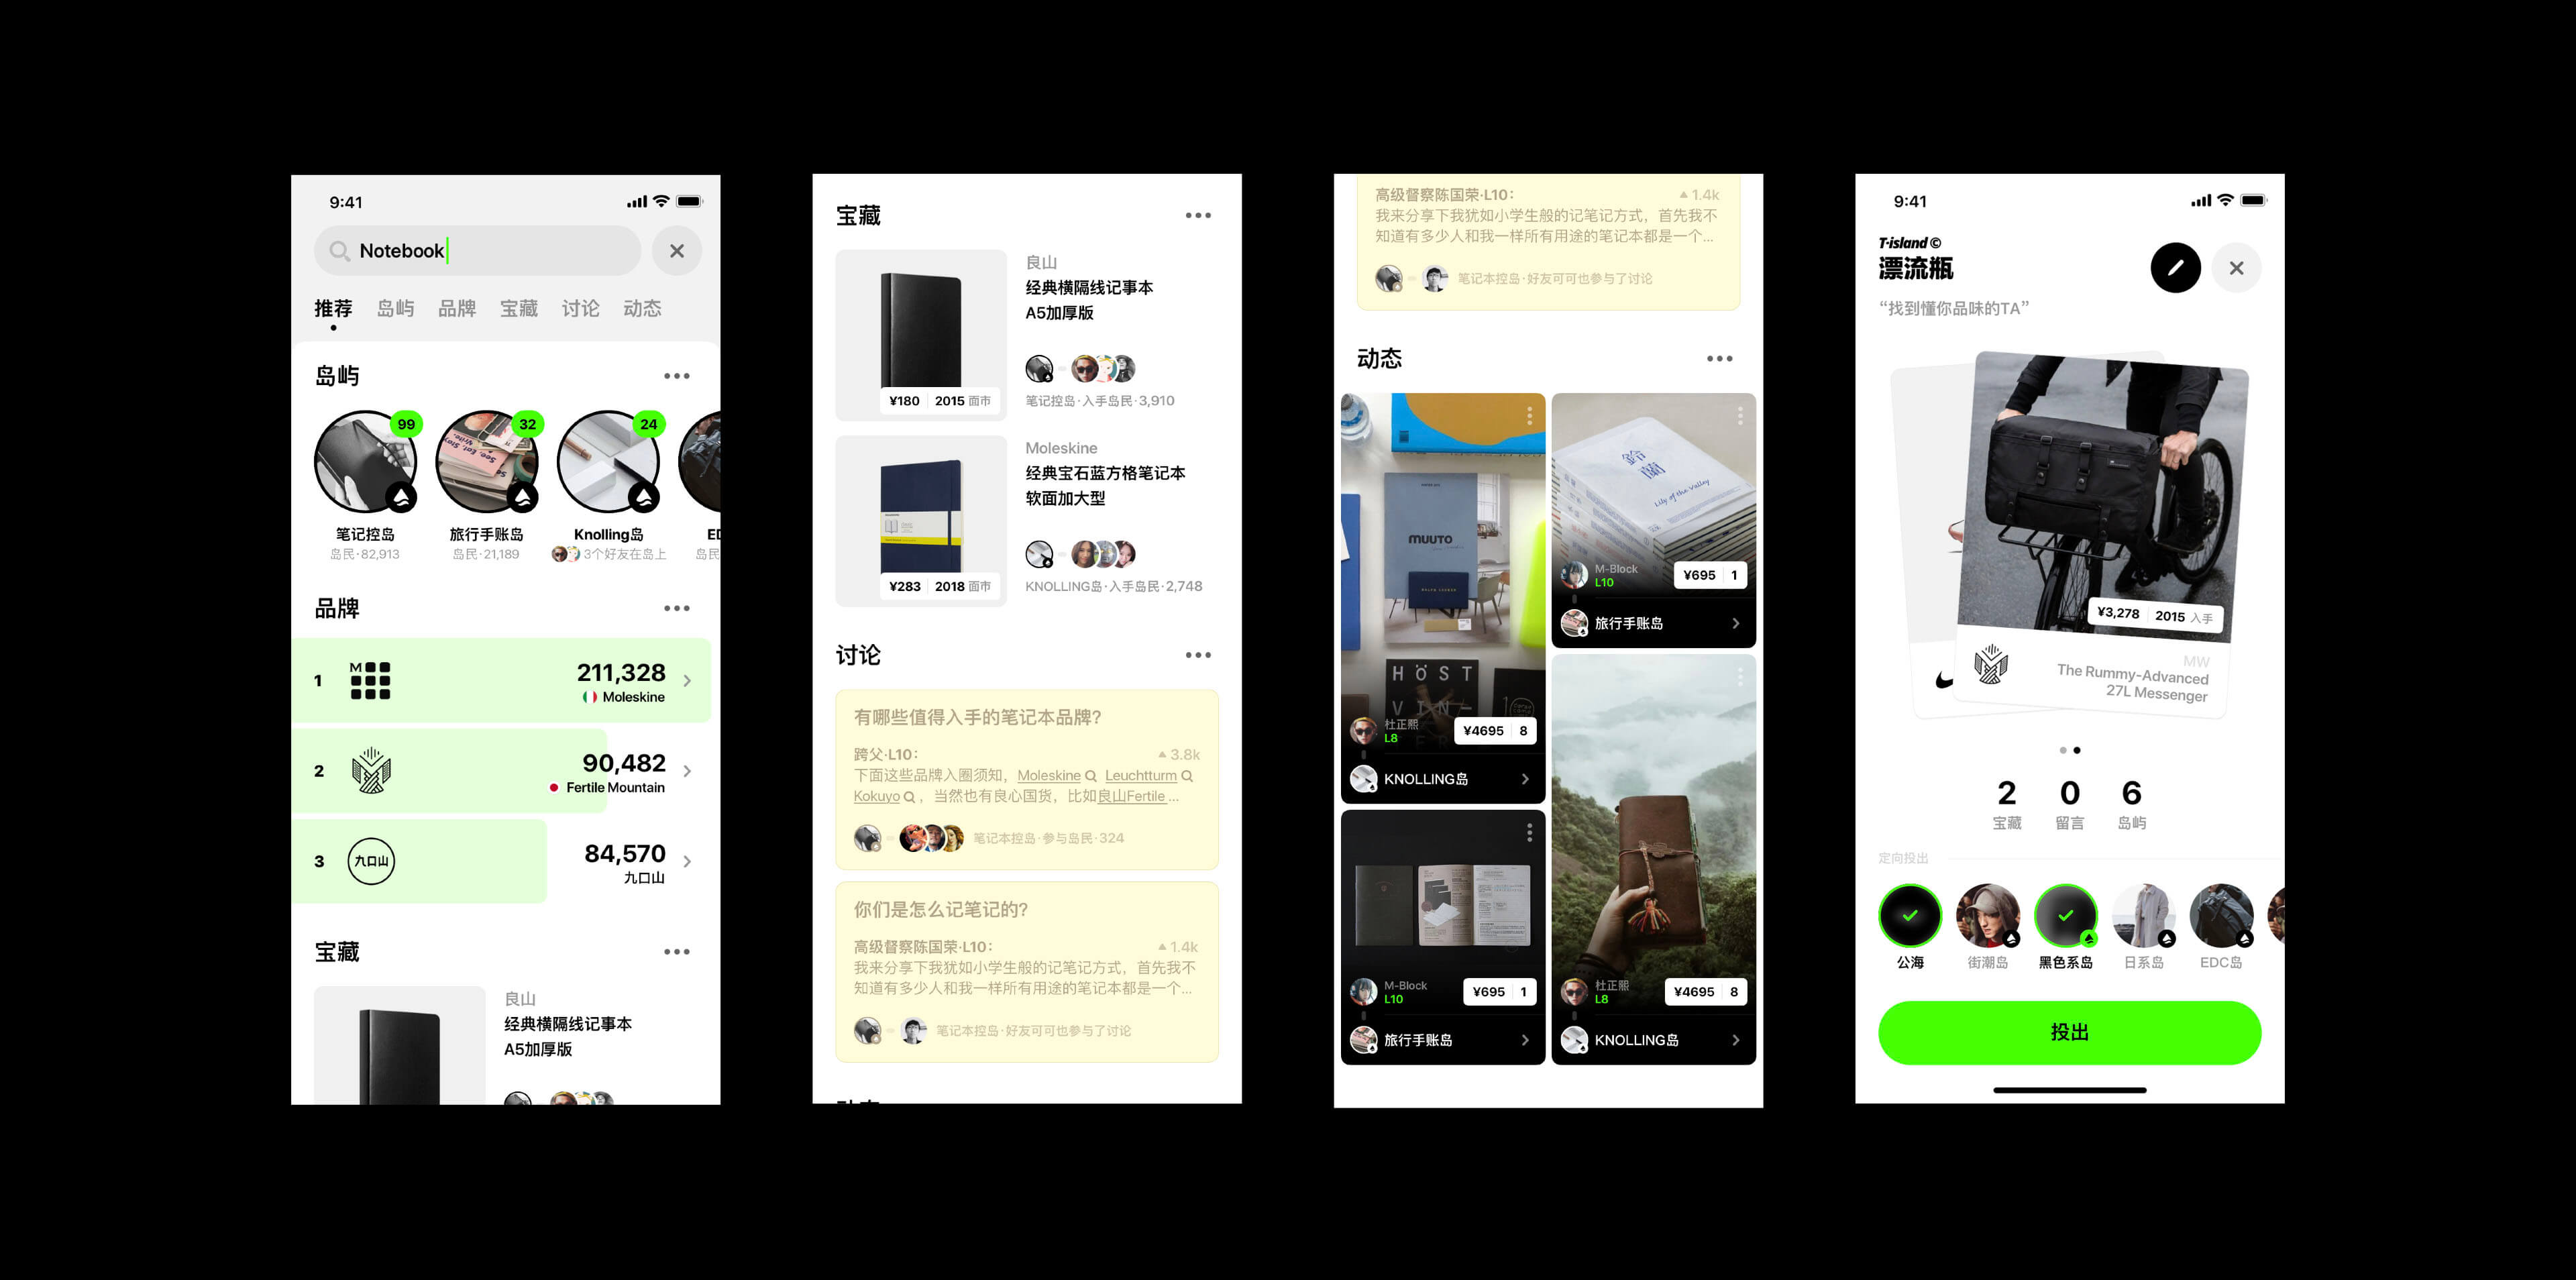 9:41
Notebook
推荐 岛屿 品牌 宝藏 讨论 动态
岛屿
99
32
24
笔记控岛
岛民·82,913
旅行手账岛
岛民·21,189
Knolling岛
3个好友在岛上
岛民
品牌
1
M
211,328
Moleskine
2
90,482
Fertile Mountain
3
九口山
84,570
九口山
宝藏
良山
经典横隔线记事本
A5加厚版
宝藏
¥180 2015 面市
良山
经典横隔线记事本
A5加厚版
笔记控岛·入手岛民·3,910
¥283 2018 面市
Moleskine
经典宝石蓝方格笔记本
软面加大型
KNOLLING岛·入手岛民·2,748
讨论
有哪些值得入手的笔记本品牌?
跨父·L10:
3.8k
下面这些品牌入圈须知, Moleskine Leuchtturm
Kokuyo , 当然也有良心国货, 比如良山Fertile ...
笔记本控岛·参与岛民·324
你们是怎么记笔记的?
高级督察陈国荣·L10:
1.4k
我来分享下我犹如小学生般的记笔记方式, 首先我不
知道有多少人和我一样所有用途的笔记本都是一个...
笔记本控岛·好友可可也参与了讨论
高级督察陈国荣·L10:
1.4k
我来分享下我犹如小学生般的记笔记方式, 首先我不
知道有多少人和我一样所有用途的笔记本都是一个...
笔记本控岛·好友可可也参与了讨论
动态
MUUTO
HÖST
杜正熙
L8
¥4695 8
KNOLLING岛
鈴蘭
Lily of the Valley
M-Block
L10
¥695 1
旅行手账岛
M-Block
L10
¥695 1
旅行手账岛
杜正熙
L8
¥4695 8
KNOLLING岛
9:41
T-island ©
漂流瓶
“找到懂你品味的TA”
¥3,278 2015 入手
MW
The Rummy-Advanced
27L Messenger
2 0 6
宝藏 留言 岛屿
定向投出
公海 街潮岛 黑色系岛 日系岛 EDC岛
投出